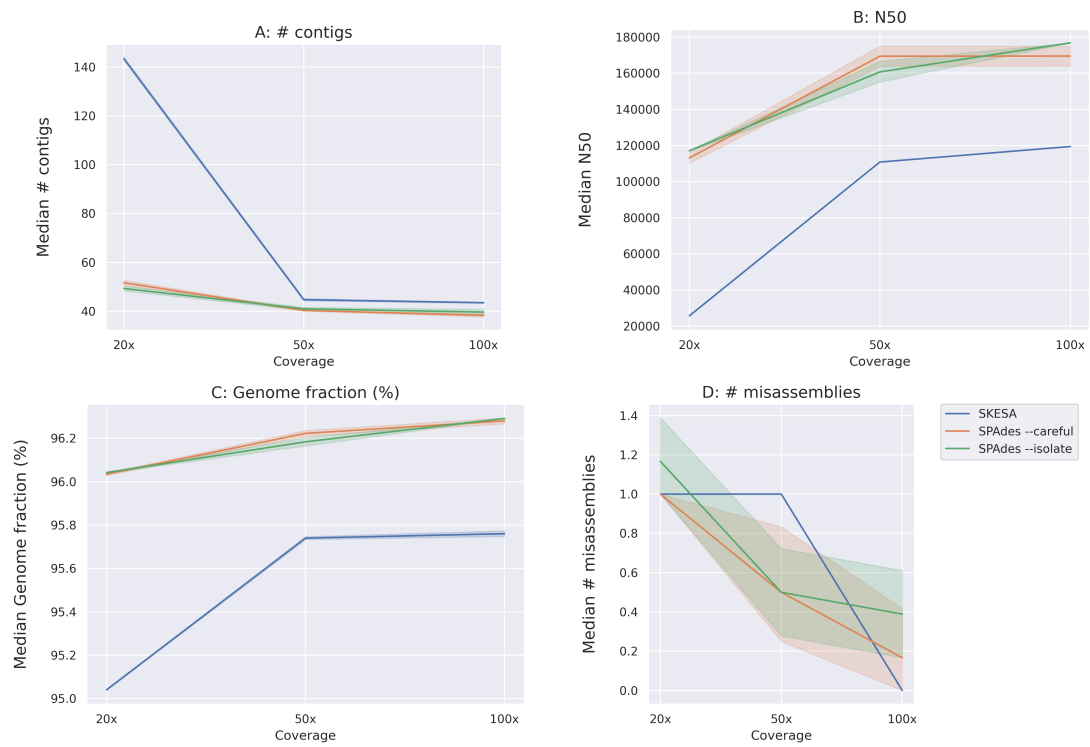 A: # contigs
Median # contigs
140
120
100
80
60
40
20x
50x
100x
Coverage
B: N50
Median N50
180000
160000
140000
120000
100000
80000
60000
40000
20000
20x
50x
100x
Coverage
C: Genome fraction (%)
Median Genome fraction (%)
96.2
96.0
95.8
95.6
95.4
95.2
95.0
20x
50x
100x
Coverage
D: # misassemblies
Median # misassemblies
1.4
1.2
1.0
0.8
0.6
0.4
0.2
0.0
20x
50x
100x
Coverage
SKESA
SPAdes --careful
SPAdes --isolate